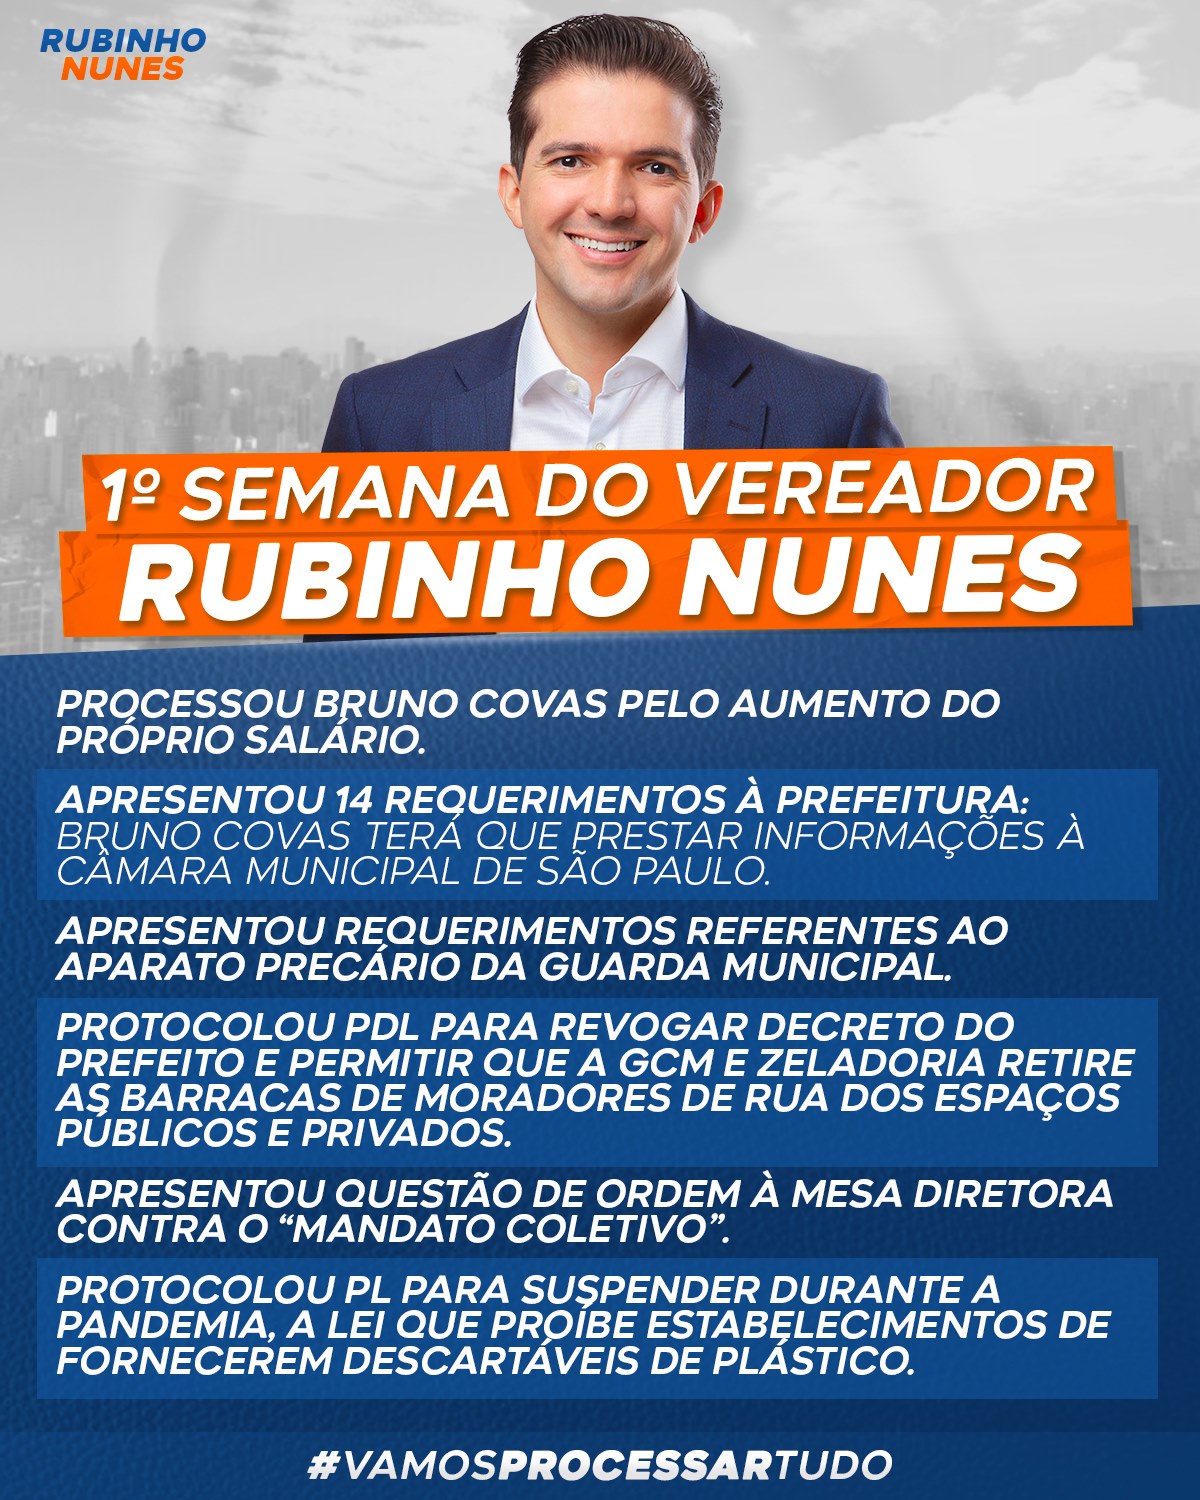 RUBINHO
NUNES
1º SEMANA DO VEREADOR
RUBINHO NUNES
PROCESSOU BRUNO COVAS PELO AUMENTO DO
PRÓPRIO SALÁRIO.
APRESENTOU 14 REQUERIMENTOS À PREFEITURA:
BRUNO COVAS TERÁ QUE PRESTAR INFORMAÇÕES À
CÂMARA MUNICIPAL DE SÃO PAULO.
APRESENTOU REQUERIMENTOS REFERENTES AO
APARATO PRECÁRIO DA GUARDA MUNICIPAL.
PROTOCOLOU PDL PARA REVOGAR DECRETO DO
PREFEITO E PERMITIR QUE A GCM E ZELADORIA RETIRE
AS BARRACAS DE MORADORES DE RUA DOS ESPAÇOS
PÚBLICOS E PRIVADOS.
APRESENTOU QUESTÃO DE ORDEM À MESA DIRETORA
CONTRA O “MANDATO COLETIVO”.
PROTOCOLOU PL PARA SUSPENDER DURANTE A
PANDEMIA, A LEI QUE PROÍBE ESTABELECIMENTOS DE
FORNECEREM DESCARTÁVEIS DE PLÁSTICO.
#VAMOSPROCESSARTUDO